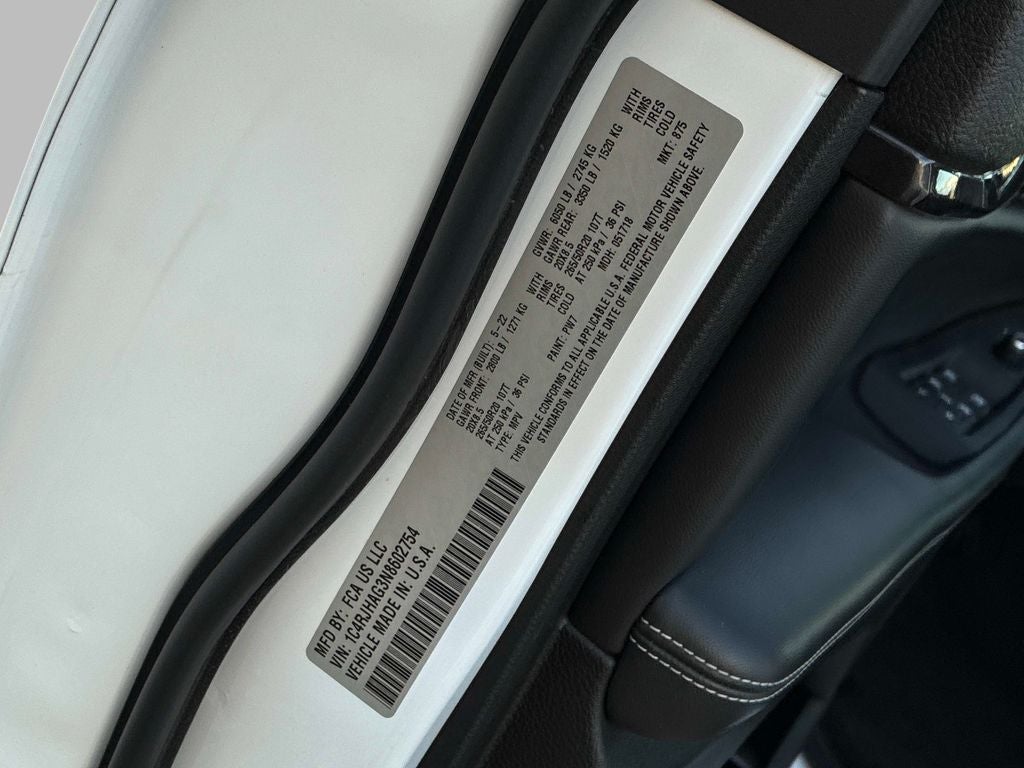 MFD BY: FCA US LLC
VIN: 1C4RJHAG3N8602754
VEHICLE MADE IN: U.S.A.
DATE OF MFR (BUILT): 5-22
GAWR FRONT: 2800 LB / 1271 KG WITH
20X8.5 RIMS
265/50R20 107T TIRES
AT 250 kPa / 36 PSI COLD
TYPE: MPV PAINT: PW7
GVWR: 6050 LB / 2745 KG
GAWR REAR: 3350 LB / 1520 KG WITH
20X8.5 RIMS
265/50R20 107T TIRES
AT 250 kPa / 36 PSI COLD
MDH: 051718 MKT: 875
THIS VEHICLE CONFORMS TO ALL APPLICABLE U.S.A. FEDERAL MOTOR VEHICLE SAFETY
STANDARDS IN EFFECT ON THE DATE OF MANUFACTURE SHOWN ABOVE.